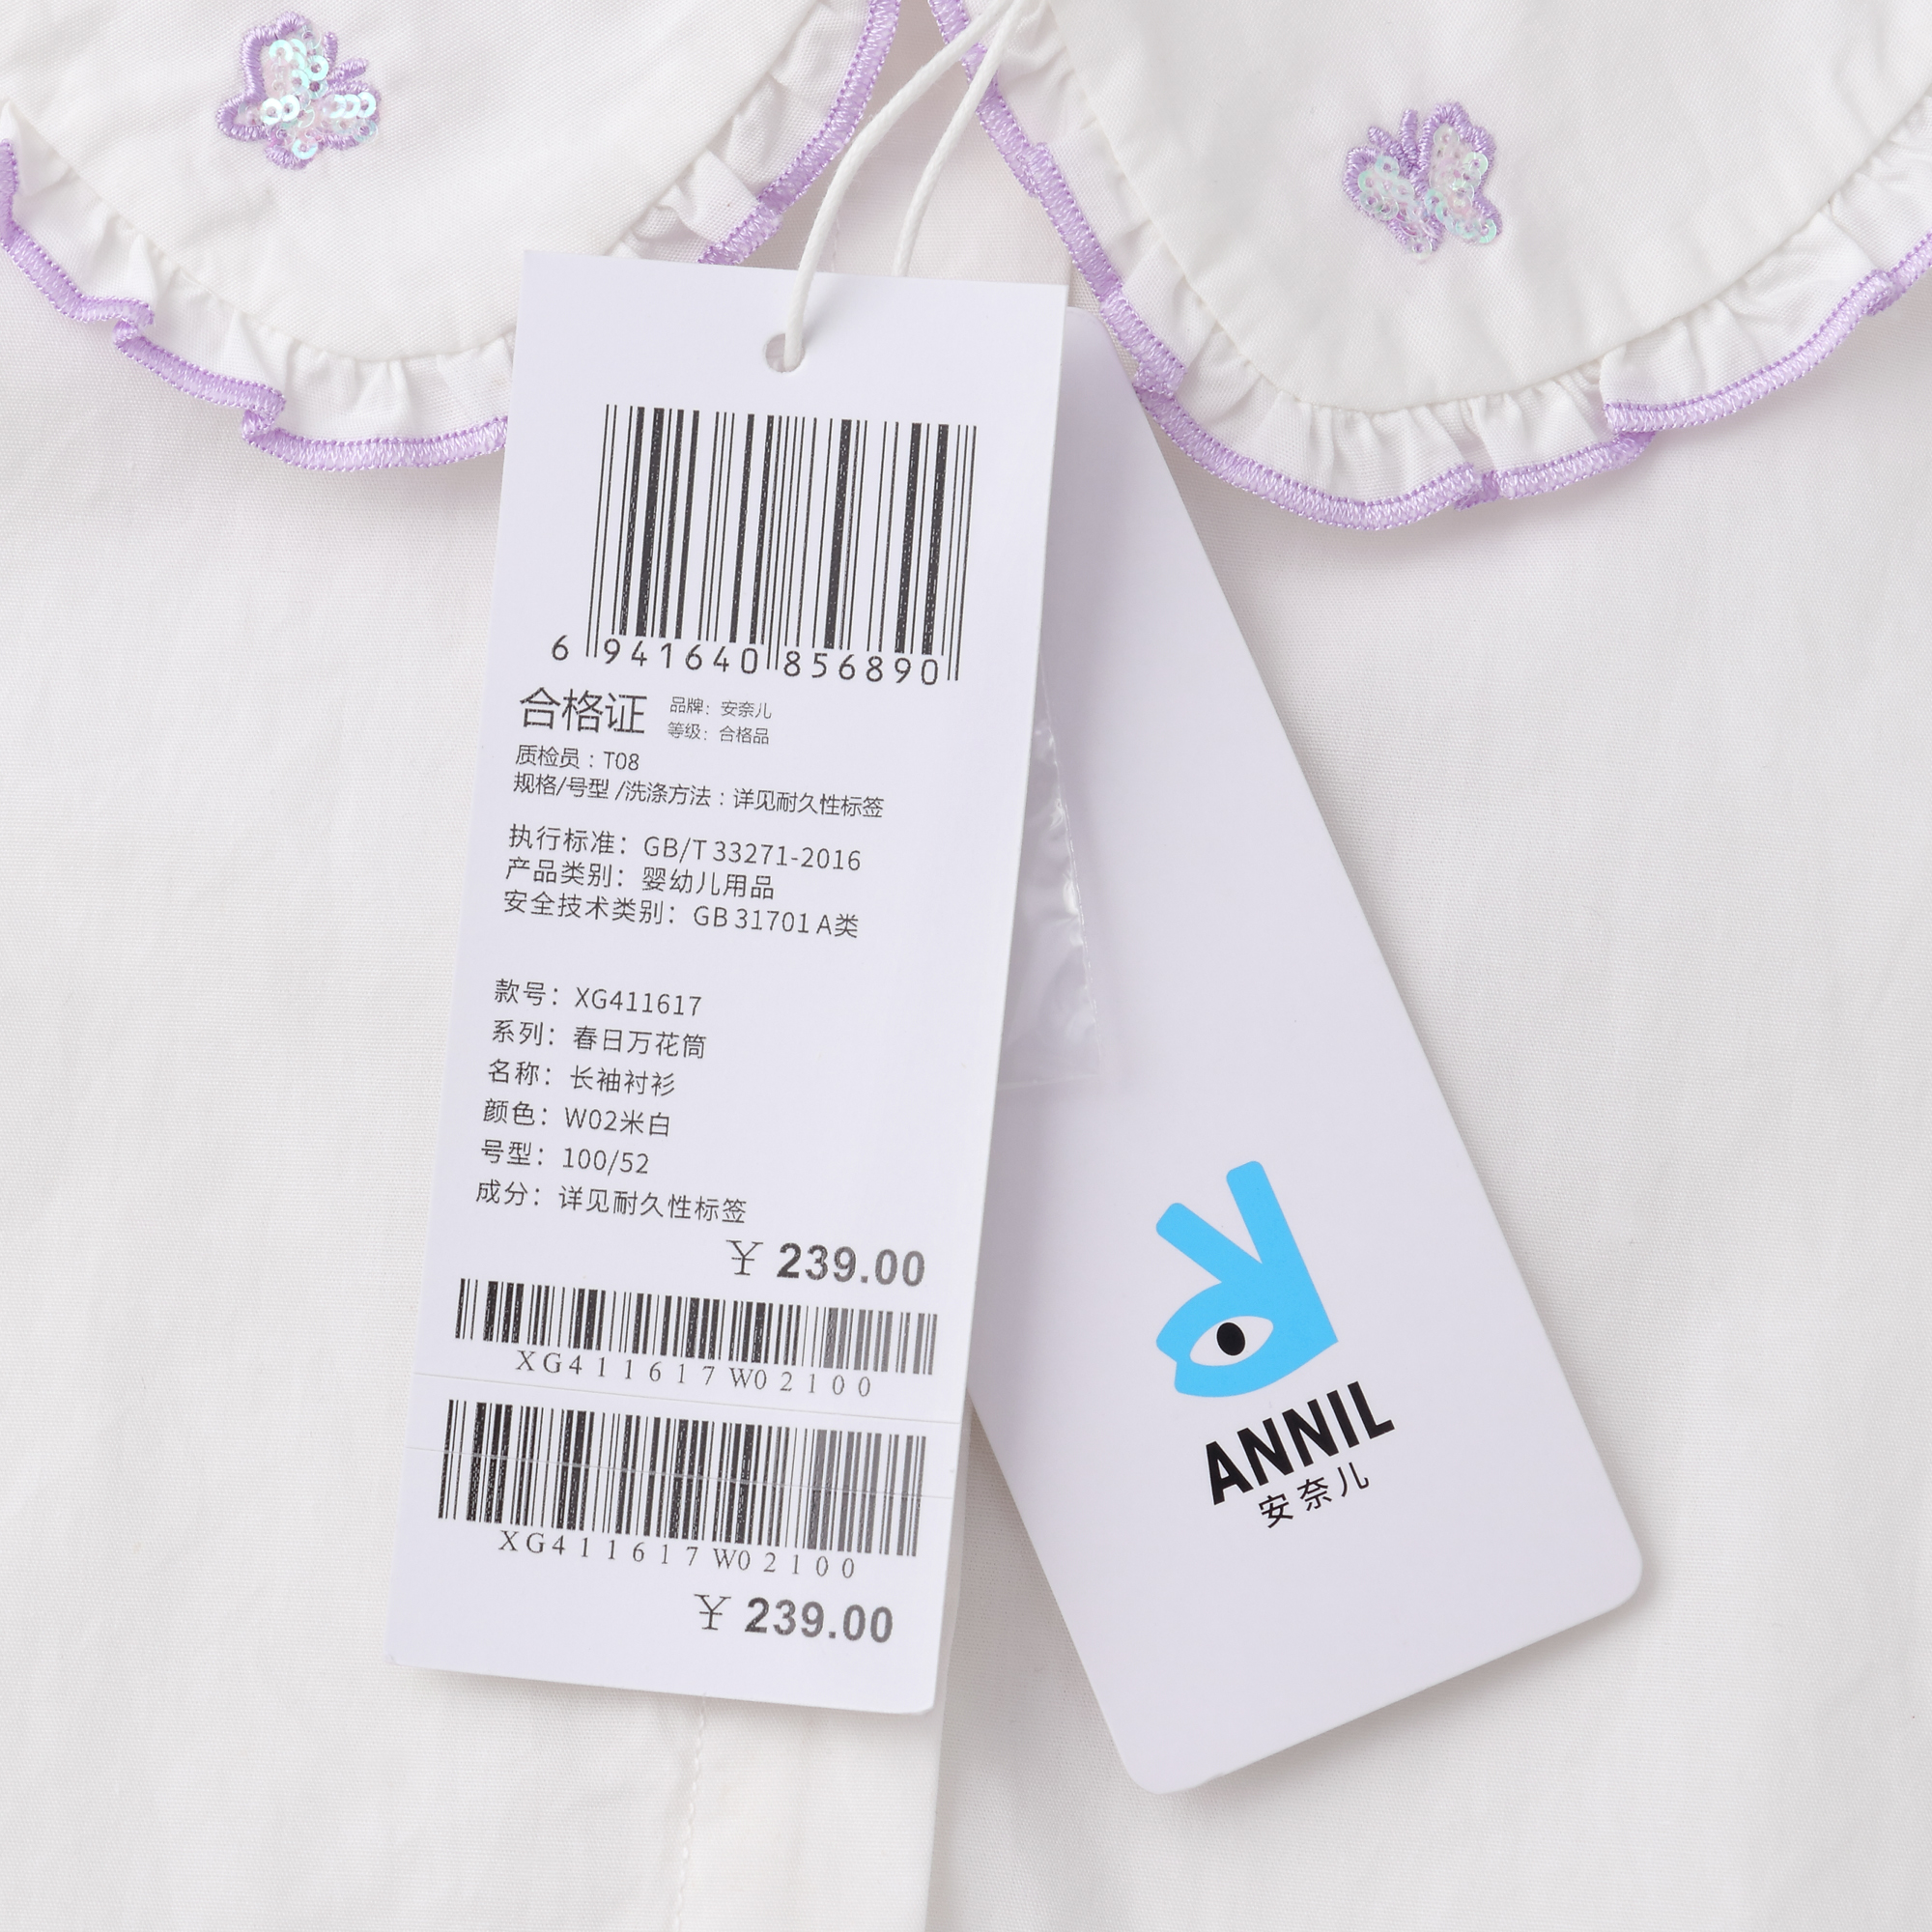 6 941640 856890
合格证
品牌：安奈儿
等级：合格品
质检员：T08
规格/号型 /洗涤方法：详见耐久性标签
执行标准：GB/T 33271-2016
产品类别：婴幼儿用品
安全技术类别：GB 31701 A类
款号：XG411617
系列：春日万花筒
名称：长袖衬衫
颜色：W02米白
号型：100/52
成分：详见耐久性标签
¥ 239.00
XG411617W02100
XG411617W02100
¥ 239.00
ANNIL
安奈儿